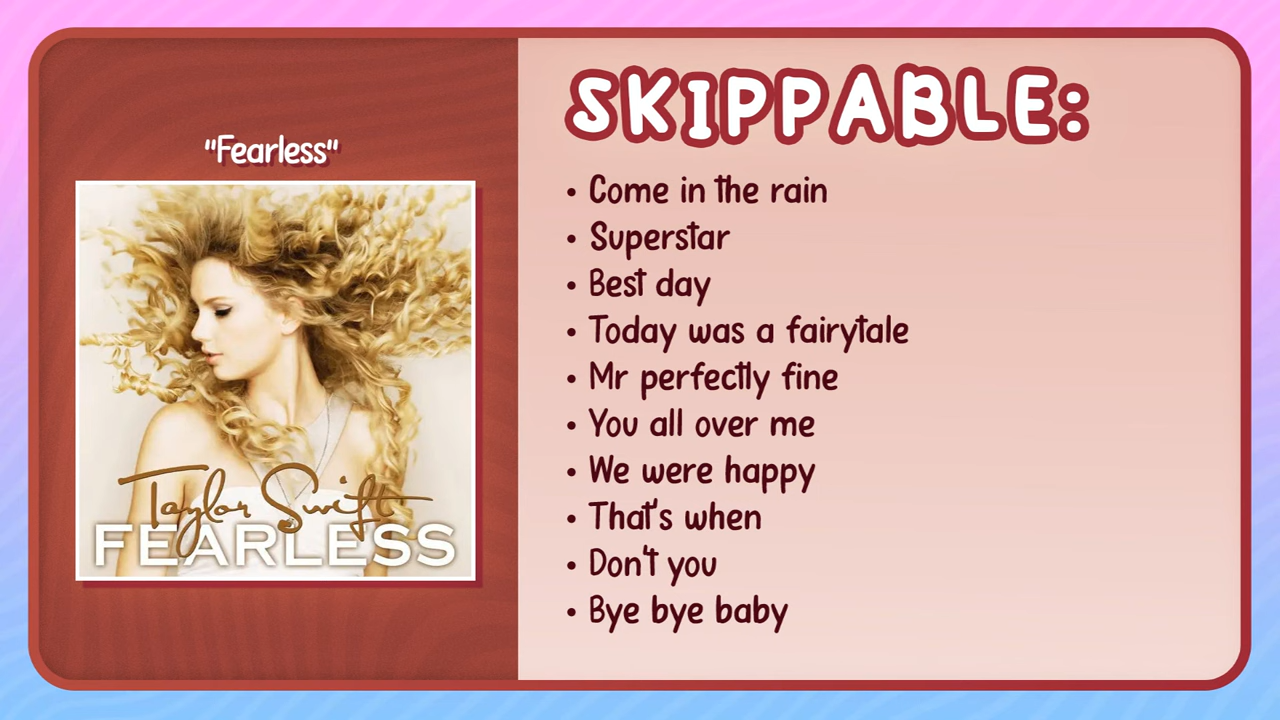 "Fearless"
Taylor Swift
FEARLESS
SKIPPABLE:
• Come in the rain
• Superstar
• Best day
• Today was a fairytale
• Mr perfectly fine
• You all over me
• We were happy
• That's when
• Don't you
• Bye bye baby